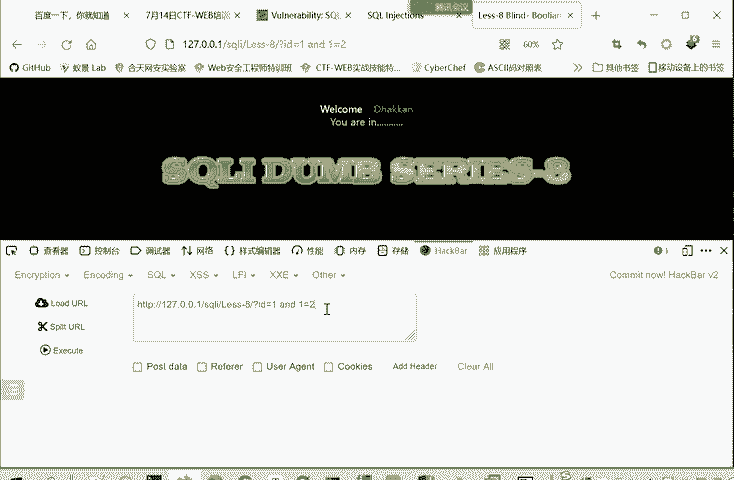 腾讯会议
百度一下，你就知道
7月14日CTF-WEB培训
Vulnerability: SQL
SQL Injections
Less-8 Blind- Boolian
127.0.0.1/sqli/Less-8/?id=1 and 1=2
60%
GitHub
蚁景 Lab
合天网安实验室
Web安全工程师特训班
CTF-WEB实战技能特...
CyberChef
ASCII码对照表
其他书签
移动设备上的书签
Welcome Dhakkan
You are in...........
SQLI DUMB SERIES-8
查看器
控制台
调试器
网络
样式编辑器
性能
内存
存储
HackBar
应用程序
1
Encryption
Encoding
SQL
XSS
LFI
XXE
Other
Commit now! HackBar v2
Load URL
http://127.0.0.1/sqli/Less-8/?id=1 and 1=2
Split URL
Execute
Post data
Referer
User Agent
Cookies
Add Header
Clear All